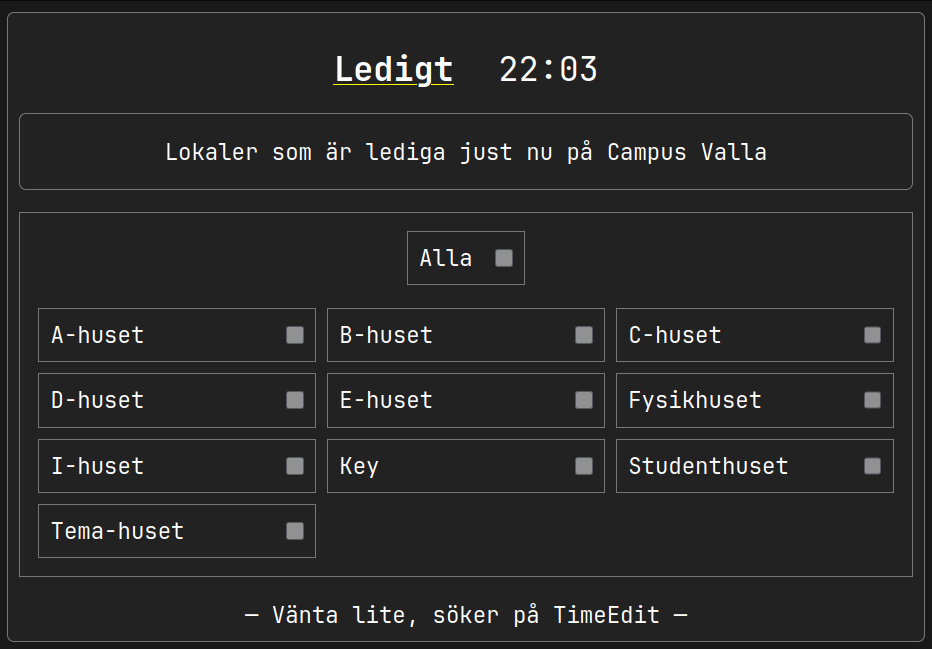 Ledigt 22:03
Lokaler som är lediga just nu på Campus Valla
Alla
A-huset B-huset C-huset
D-huset E-huset Fysikhuset
I-huset Key Studenthuset
Tema-huset
— Vänta lite, söker på TimeEdit —